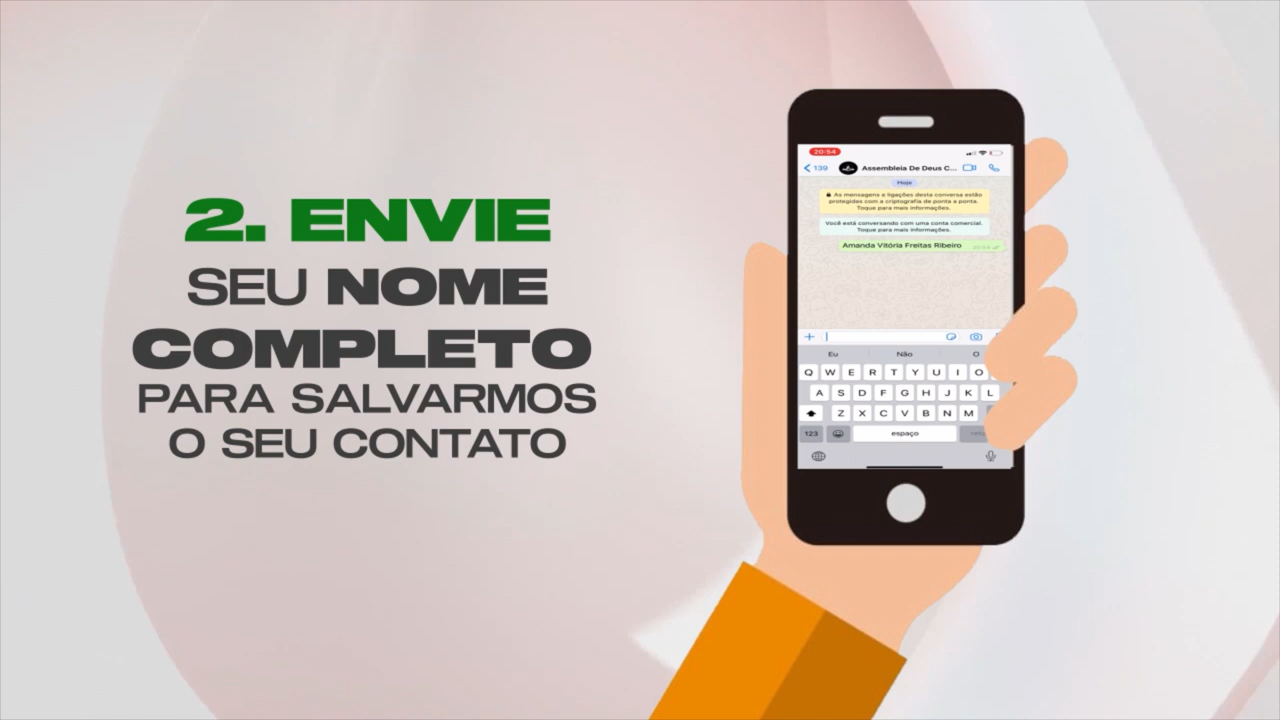 2. ENVIE
SEU NOME
COMPLETO
PARA SALVARMOS
O SEU CONTATO
20:54
139
Assembleia De Deus C...
Hoje
As mensagens e ligações desta conversa estão
protegidas com a criptografia de ponta a ponta.
Toque para mais informações.
Você está conversando com uma conta comercial.
Toque para mais informações.
Amanda Vitória Freitas Ribeiro 20:54
Eu Não O
Q W E R T Y U I O
A S D F G H J K L
Z X C V B N M
123 espaço